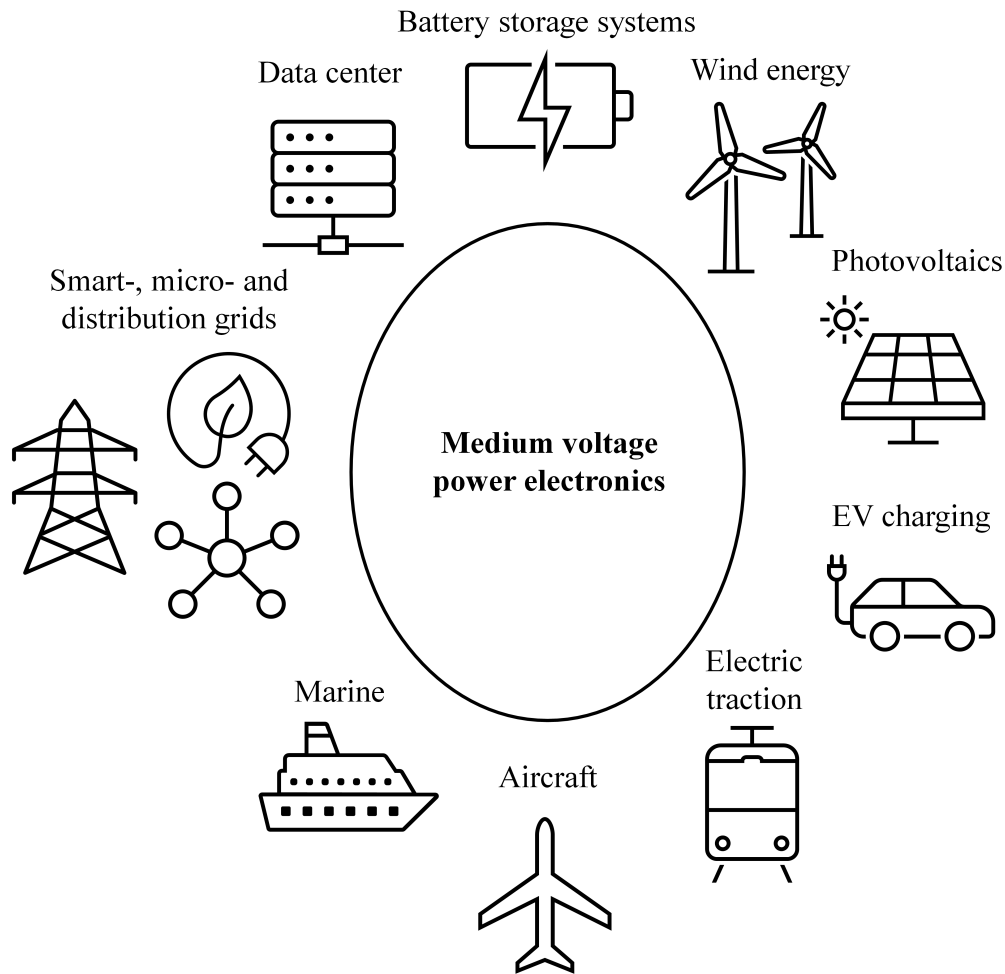 Battery storage systems
Data center
Wind energy
Photovoltaics
Smart-, micro- and
distribution grids
Medium voltage
power electronics
EV charging
Electric
traction
Marine
Aircraft